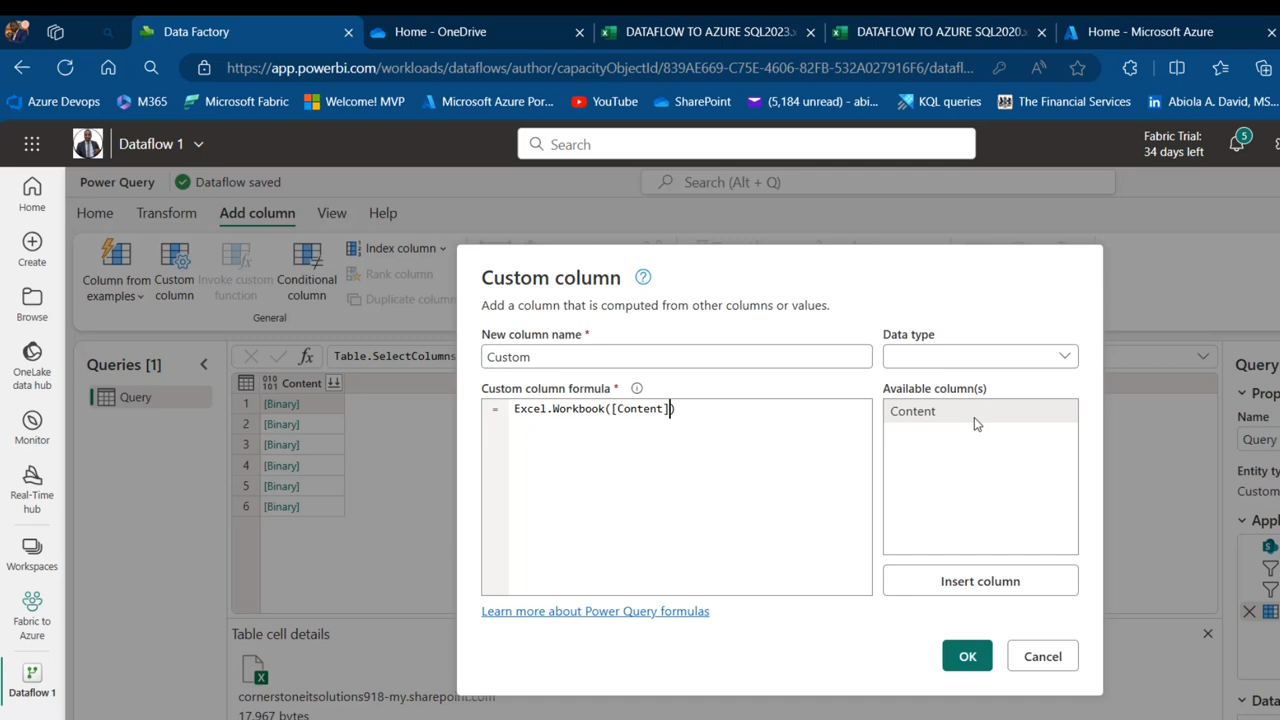 Data Factory
Home - OneDrive
DATAFLOW TO AZURE SQL2023.x
DATAFLOW TO AZURE SQL2020.x
Home - Microsoft Azure
https://app.powerbi.com/workloads/dataflows/author/capacityObjectId/839AE669-C75E-4606-82FB-532A027916F6/datafl...
Azure Devops
M365
Microsoft Fabric
Welcome! MVP
Microsoft Azure Por...
YouTube
SharePoint
(5,184 unread) - abi...
KQL queries
The Financial Services
Abiola A. David, MS...
Dataflow 1
Search
Fabric Trial:
34 days left
5
Power Query
Dataflow saved
Search (Alt + Q)
Home
Transform
Add column
View
Help
Column from
examples
Custom
column
Invoke custom
function
Conditional
column
Index column
Rank column
Duplicate column
General
Home
Create
Browse
OneLake
data hub
Monitor
Real-Time
hub
Workspaces
Fabric to
Azure
Dataflow 1
Queries [1]
Query
fx
Table.SelectColumns
Content
1 [Binary]
2 [Binary]
3 [Binary]
4 [Binary]
5 [Binary]
6 [Binary]
Table cell details
cornerstoneitsolutions918-my.sharepoint.com
17,967 bytes
Custom column
Add a column that is computed from other columns or values.
New column name *
Custom
Data type
Custom column formula *
= Excel.Workbook([Content])
Available column(s)
Content
Insert column
Learn more about Power Query formulas
OK
Cancel
Query
Prop
Name
Query
Entity
Custom
Appl
Data